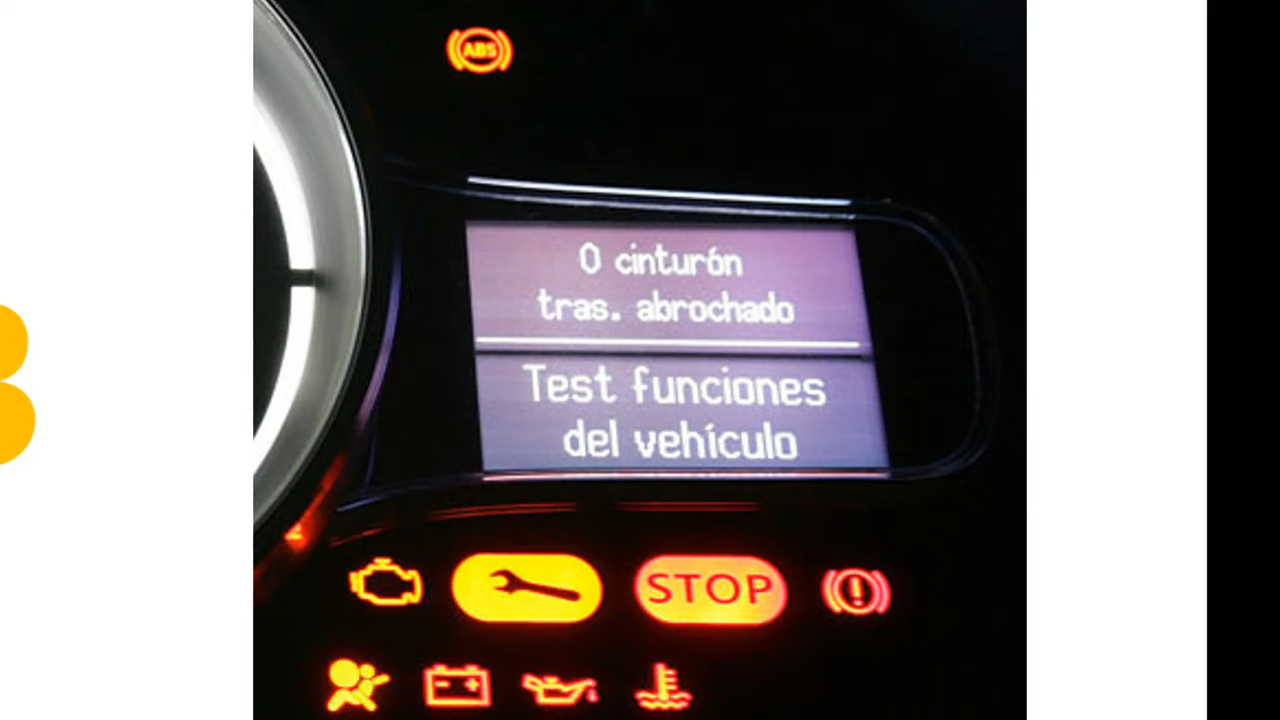 ABS
0 cinturón
tras. abrochado
Test funciones
del vehículo
STOP